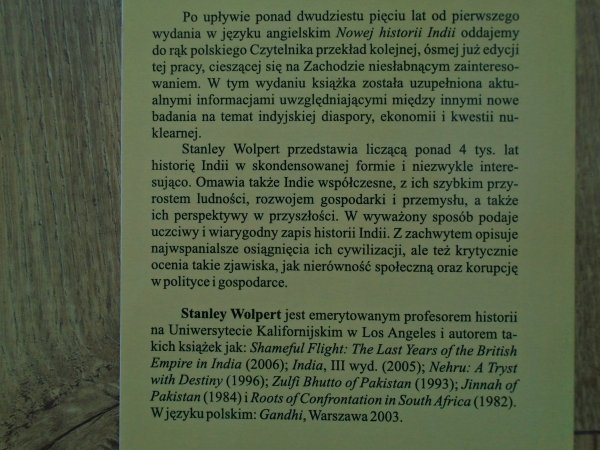 Po upływie ponad dwudziestu pięciu lat od pierwszego
wydania w języku angielskim Nowej historii Indii oddajemy
do rąk polskiego Czytelnika przekład kolejnej, ósmej już edycji
tej pracy, cieszącej się na Zachodzie niesłabnącym zaintereso-
waniem. W tym wydaniu książka została uzupełniona aktu-
alnymi informacjami uwzględniającymi między innymi nowe
badania na temat indyjskiej diaspory, ekonomii i kwestii nu-
klearnej.
Stanley Wolpert przedstawia liczącą ponad 4 tys. lat
historię Indii w skondensowanej formie i niezwykle intere-
sująco. Omawia także Indie współczesne, z ich szybkim przy-
rostem ludności, rozwojem gospodarki i przemysłu, a także
ich perspektywy w przyszłości. W wyważony sposób podaje
uczciwy i wiarygodny zapis historii Indii. Z zachwytem opisuje
najwspanialsze osiągnięcia ich cywilizacji, ale też krytycznie
ocenia takie zjawiska, jak nierówność społeczną oraz korupcję
w polityce i gospodarce.
Stanley Wolpert jest emerytowanym profesorem historii
na Uniwersytecie Kalifornijskim w Los Angeles i autorem ta-
kich książek jak: Shameful Flight: The Last Years of the British
Empire in India (2006); India, III wyd. (2005); Nehru: A Tryst
with Destiny (1996); Zulfi Bhutto of Pakistan (1993); Jinnah of
Pakistan (1984) i Roots of Confrontation in South Africa (1982).
W języku polskim: Gandhi, Warszawa 2003.